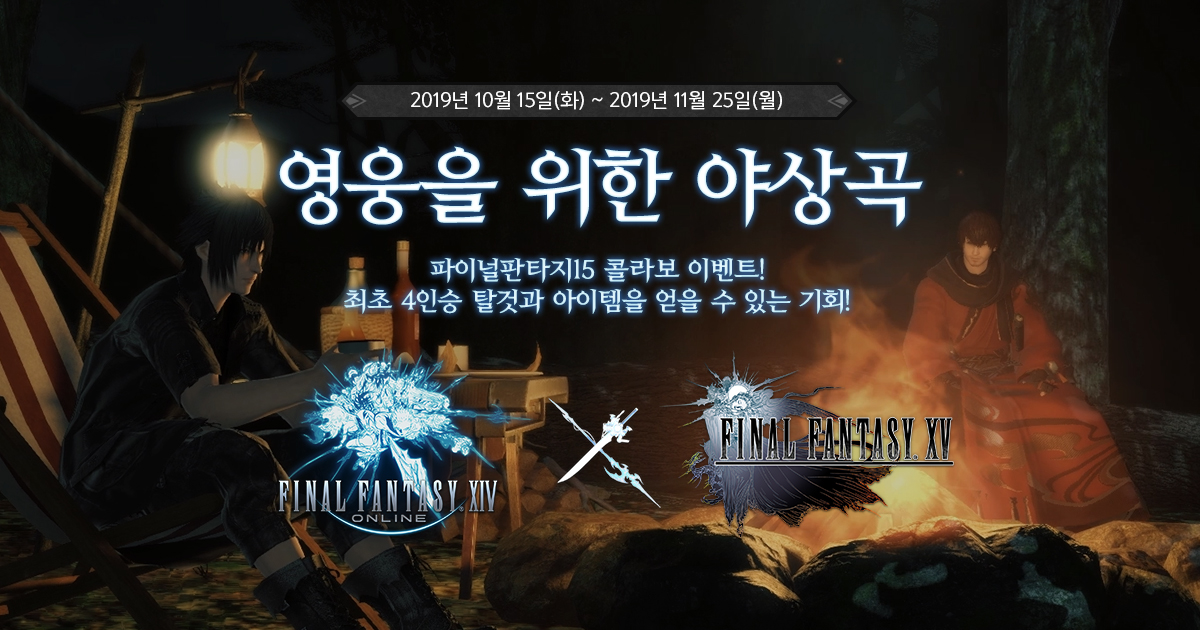 2019년 10월 15일(화) ~ 2019년 11월 25일(월)
영웅을 위한 야상곡
파이널판타지15 콜라보 이벤트!
최초 4인승 탈것과 아이템을 얻을 수 있는 기회!
FINAL FANTASY® XIV
ONLINE
FINAL FANTASY® XV